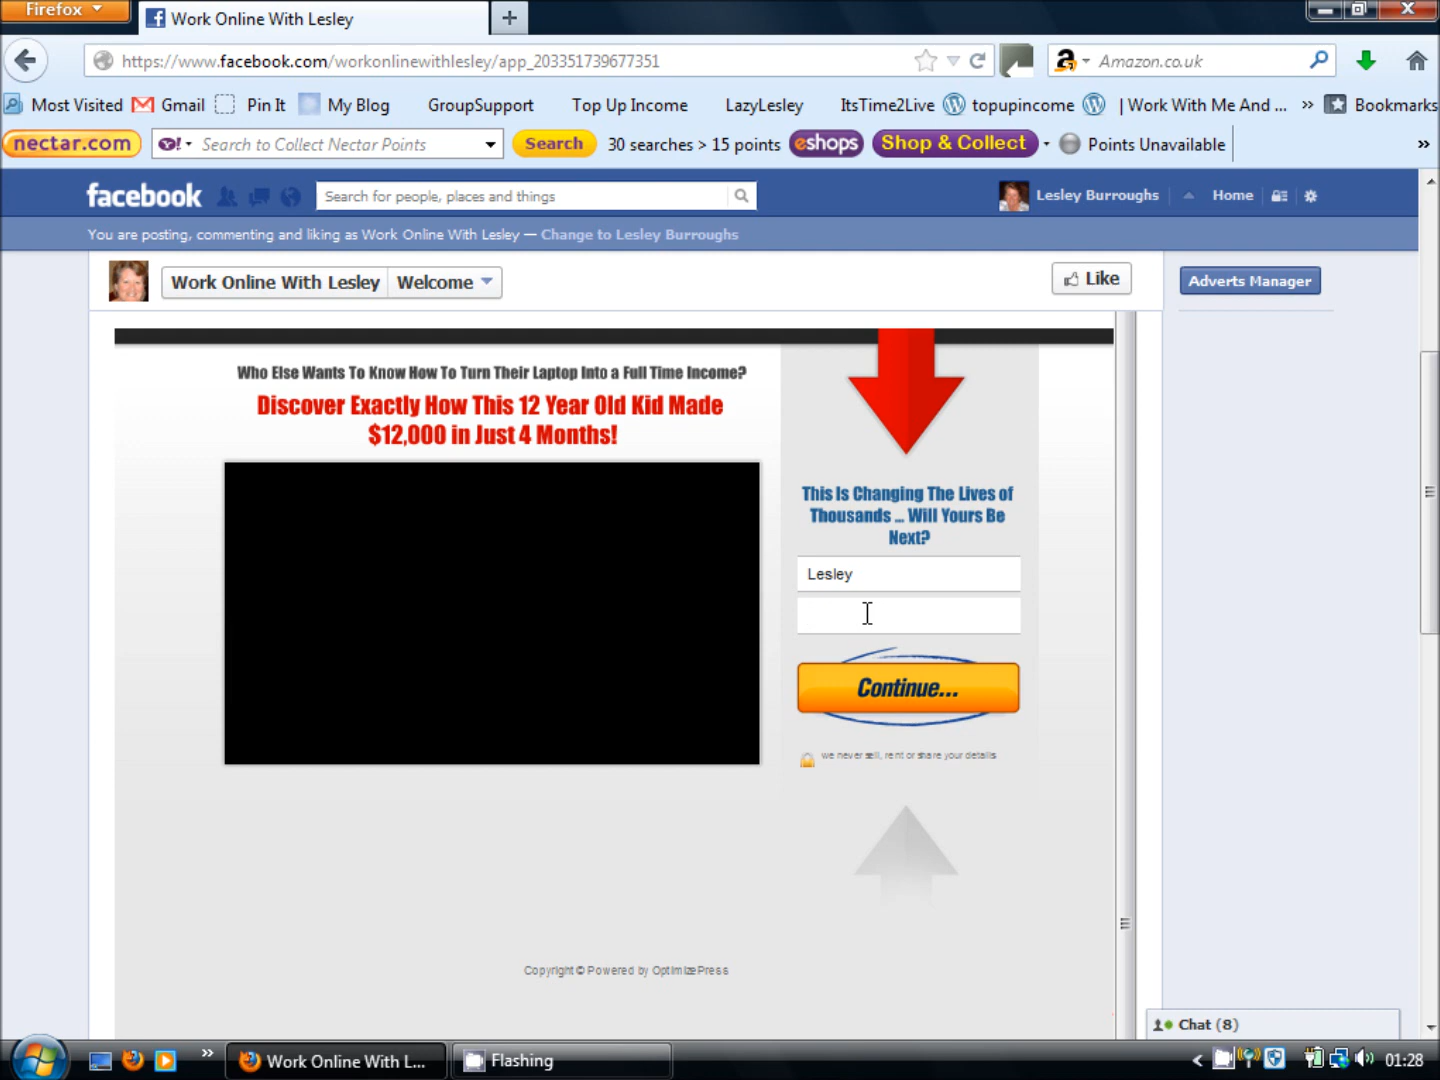 Firefox
Work Online With Lesley
https://www.facebook.com/workonlinewithlesley/app_203351739677351
Amazon.co.uk
Most Visited Gmail Pin It My Blog GroupSupport Top Up Income LazyLesley ItsTime2Live topupincome | Work With Me And ... » Bookmarks
nectar.com Y! Search to Collect Nectar Points Search 30 searches > 15 points eshops Shop & Collect Points Unavailable »
facebook Search for people, places and things Lesley Burroughs Home
You are posting, commenting and liking as Work Online With Lesley — Change to Lesley Burroughs
Work Online With Lesley Welcome Like Adverts Manager
Who Else Wants To Know How To Turn Their Laptop Into a Full Time Income?
Discover Exactly How This 12 Year Old Kid Made
$12,000 in Just 4 Months!
This Is Changing The Lives of
Thousands ... Will Yours Be
Next?
Lesley
Continue...
we never sell, rent or share your details
Copyright © Powered by OptimizePress
Chat (8)
» Work Online With L... Flashing < 01:28